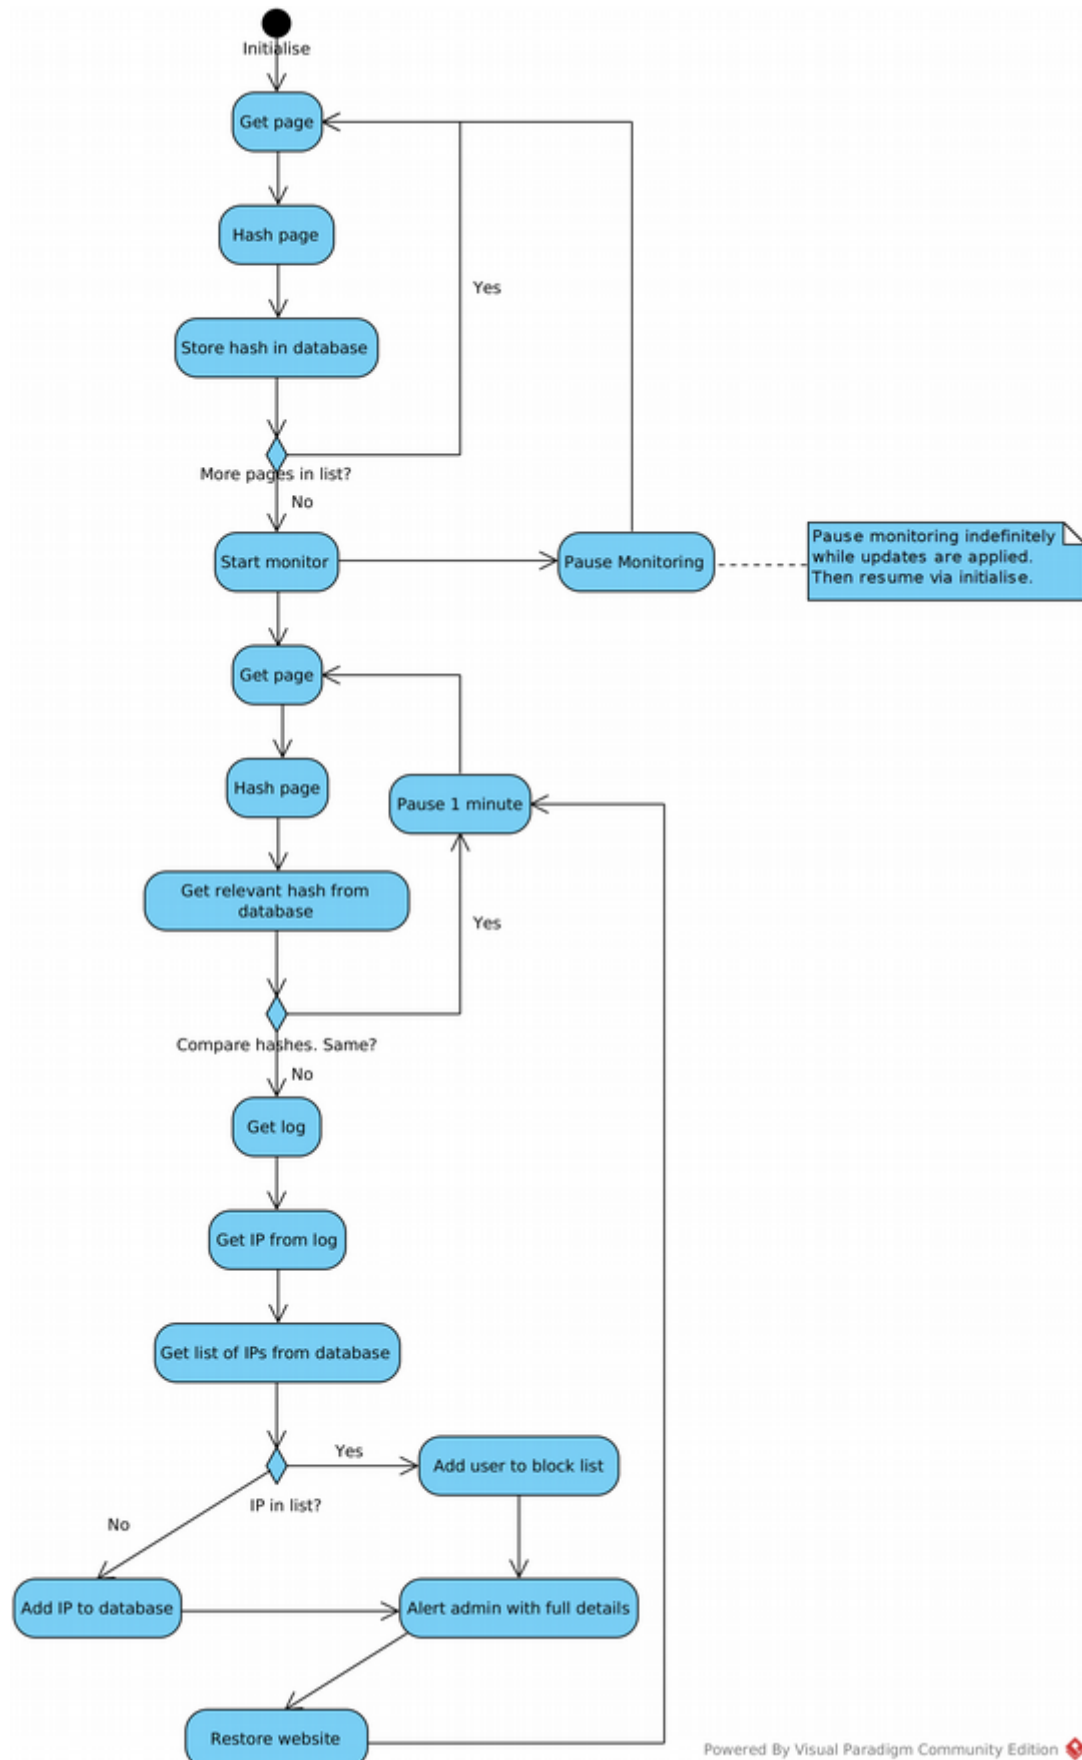 Initialise
Get page
Hash page
Yes
Store hash in database
More pages in list?
No
Start monitor
Pause Monitoring
Pause monitoring indefinitely
while updates are applied.
Then resume via initialise.
Get page
Hash page
Pause 1 minute
Get relevant hash from
database
Yes
Compare hashes. Same?
No
Get log
Get IP from log
Get list of IPs from database
Yes
Add user to block list
IP in list?
No
Add IP to database
Alert admin with full details
Restore website
Powered By Visual Paradigm Community Edition